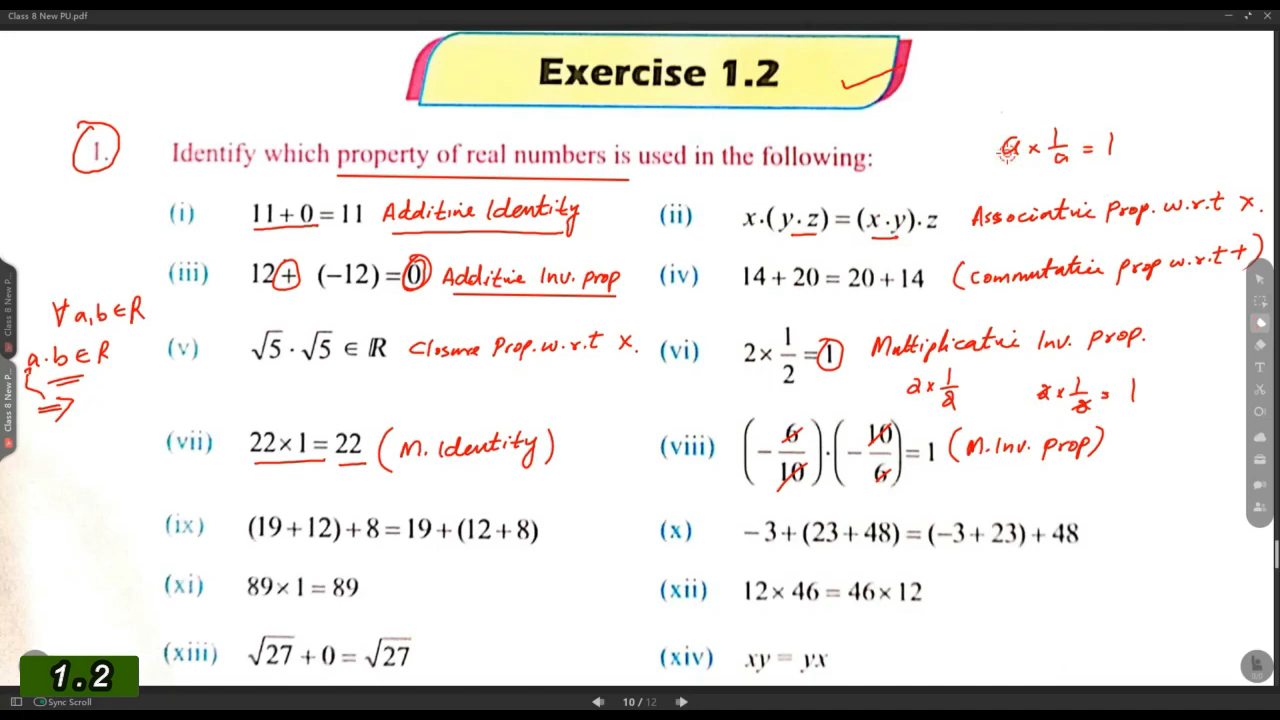 Class 8 New PU.pdf
Exercise 1.2
1. Identify which property of real numbers is used in the following:
a × 1/a = 1
(i) 11 + 0 = 11 Additive Identity
(ii) x·(y·z) = (x·y)·z Associative Prop. w.r.t ×.
(iii) 12 + (−12) = 0 Additive Inv. prop
(iv) 14 + 20 = 20 + 14 (Commutative prop w.r.t +)
∀ a,b ∈ R
a.b ∈ R
⇒
(v) √5 · √5 ∈ ℝ Closure Prop. w.r.t ×.
(vi) 2 × 1/2 = 1 Multiplicative Inv. prop.
2 × 1/2
2 × 1/2 = 1
(vii) 22 × 1 = 22 (M. Identity)
(viii) (−6/10)·(−10/6) = 1 (M. Inv. prop)
(ix) (19 + 12) + 8 = 19 + (12 + 8)
(x) −3 + (23 + 48) = (−3 + 23) + 48
(xi) 89 × 1 = 89
(xii) 12 × 46 = 46 × 12
(xiii) √27 + 0 = √27
(xiv) xy = yx
1.2
Sync Scroll
10 / 12